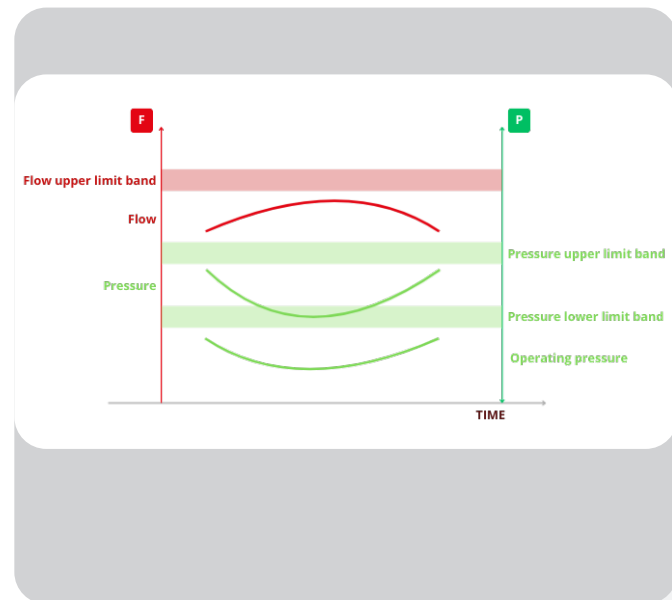 F
P
Flow upper limit band
Flow
Pressure upper limit band
Pressure
Pressure lower limit band
Operating pressure
TIME